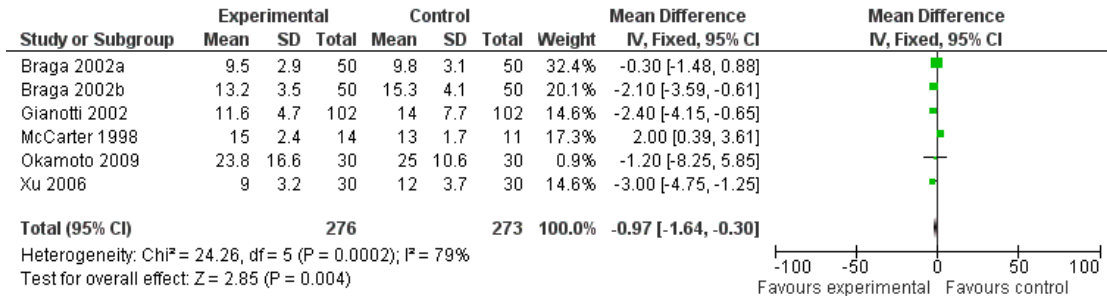 Experimental Control Mean Difference Mean Difference
Study or Subgroup Mean SD Total Mean SD Total Weight IV, Fixed, 95% CI IV, Fixed, 95% CI
Braga 2002a 9.5 2.9 50 9.8 3.1 50 32.4% -0.30 [-1.48, 0.88]
Braga 2002b 13.2 3.5 50 15.3 4.1 50 20.1% -2.10 [-3.59, -0.61]
Gianotti 2002 11.6 4.7 102 14 7.7 102 14.6% -2.40 [-4.15, -0.65]
McCarter 1998 15 2.4 14 13 1.7 11 17.3% 2.00 [0.39, 3.61]
Okamoto 2009 23.8 16.6 30 25 10.6 30 0.9% -1.20 [-8.25, 5.85]
Xu 2006 9 3.2 30 12 3.7 30 14.6% -3.00 [-4.75, -1.25]
Total (95% CI) 276 273 100.0% -0.97 [-1.64, -0.30]
Heterogeneity: Chi² = 24.26, df = 5 (P = 0.0002); I² = 79%
Test for overall effect: Z = 2.85 (P = 0.004)
-100 -50 0 50 100
Favours experimental Favours control